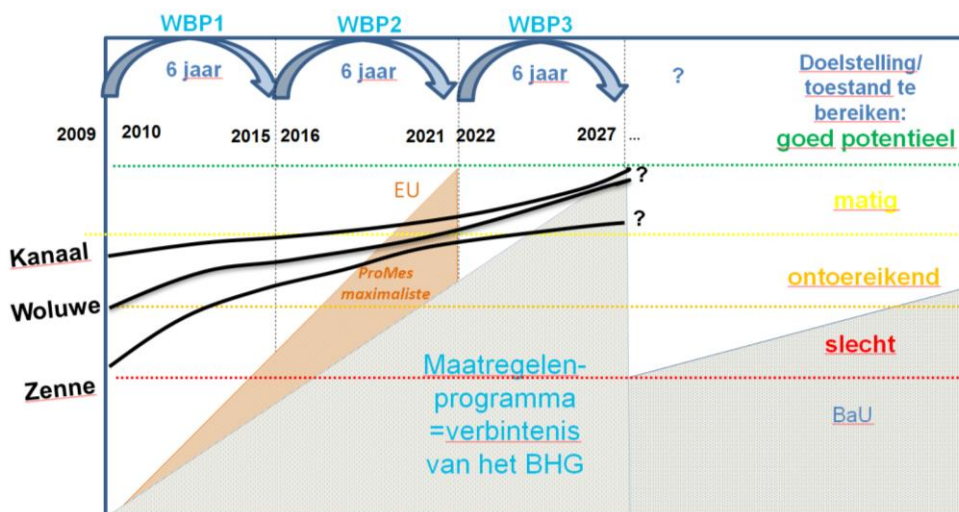 WBP1 WBP2 WBP3
6 jaar 6 jaar 6 jaar ?
Doelstelling/
toestand te
bereiken:
goed potentieel
2009 2010 2015 2016 2021 2022 2027 ...
EU
?
matig
?
Kanaal
ProMes
maximaliste
ontoereikend
Woluwe
slecht
Zenne
Maatregelen-
programma
=verbintenis
van het BHG
BaU